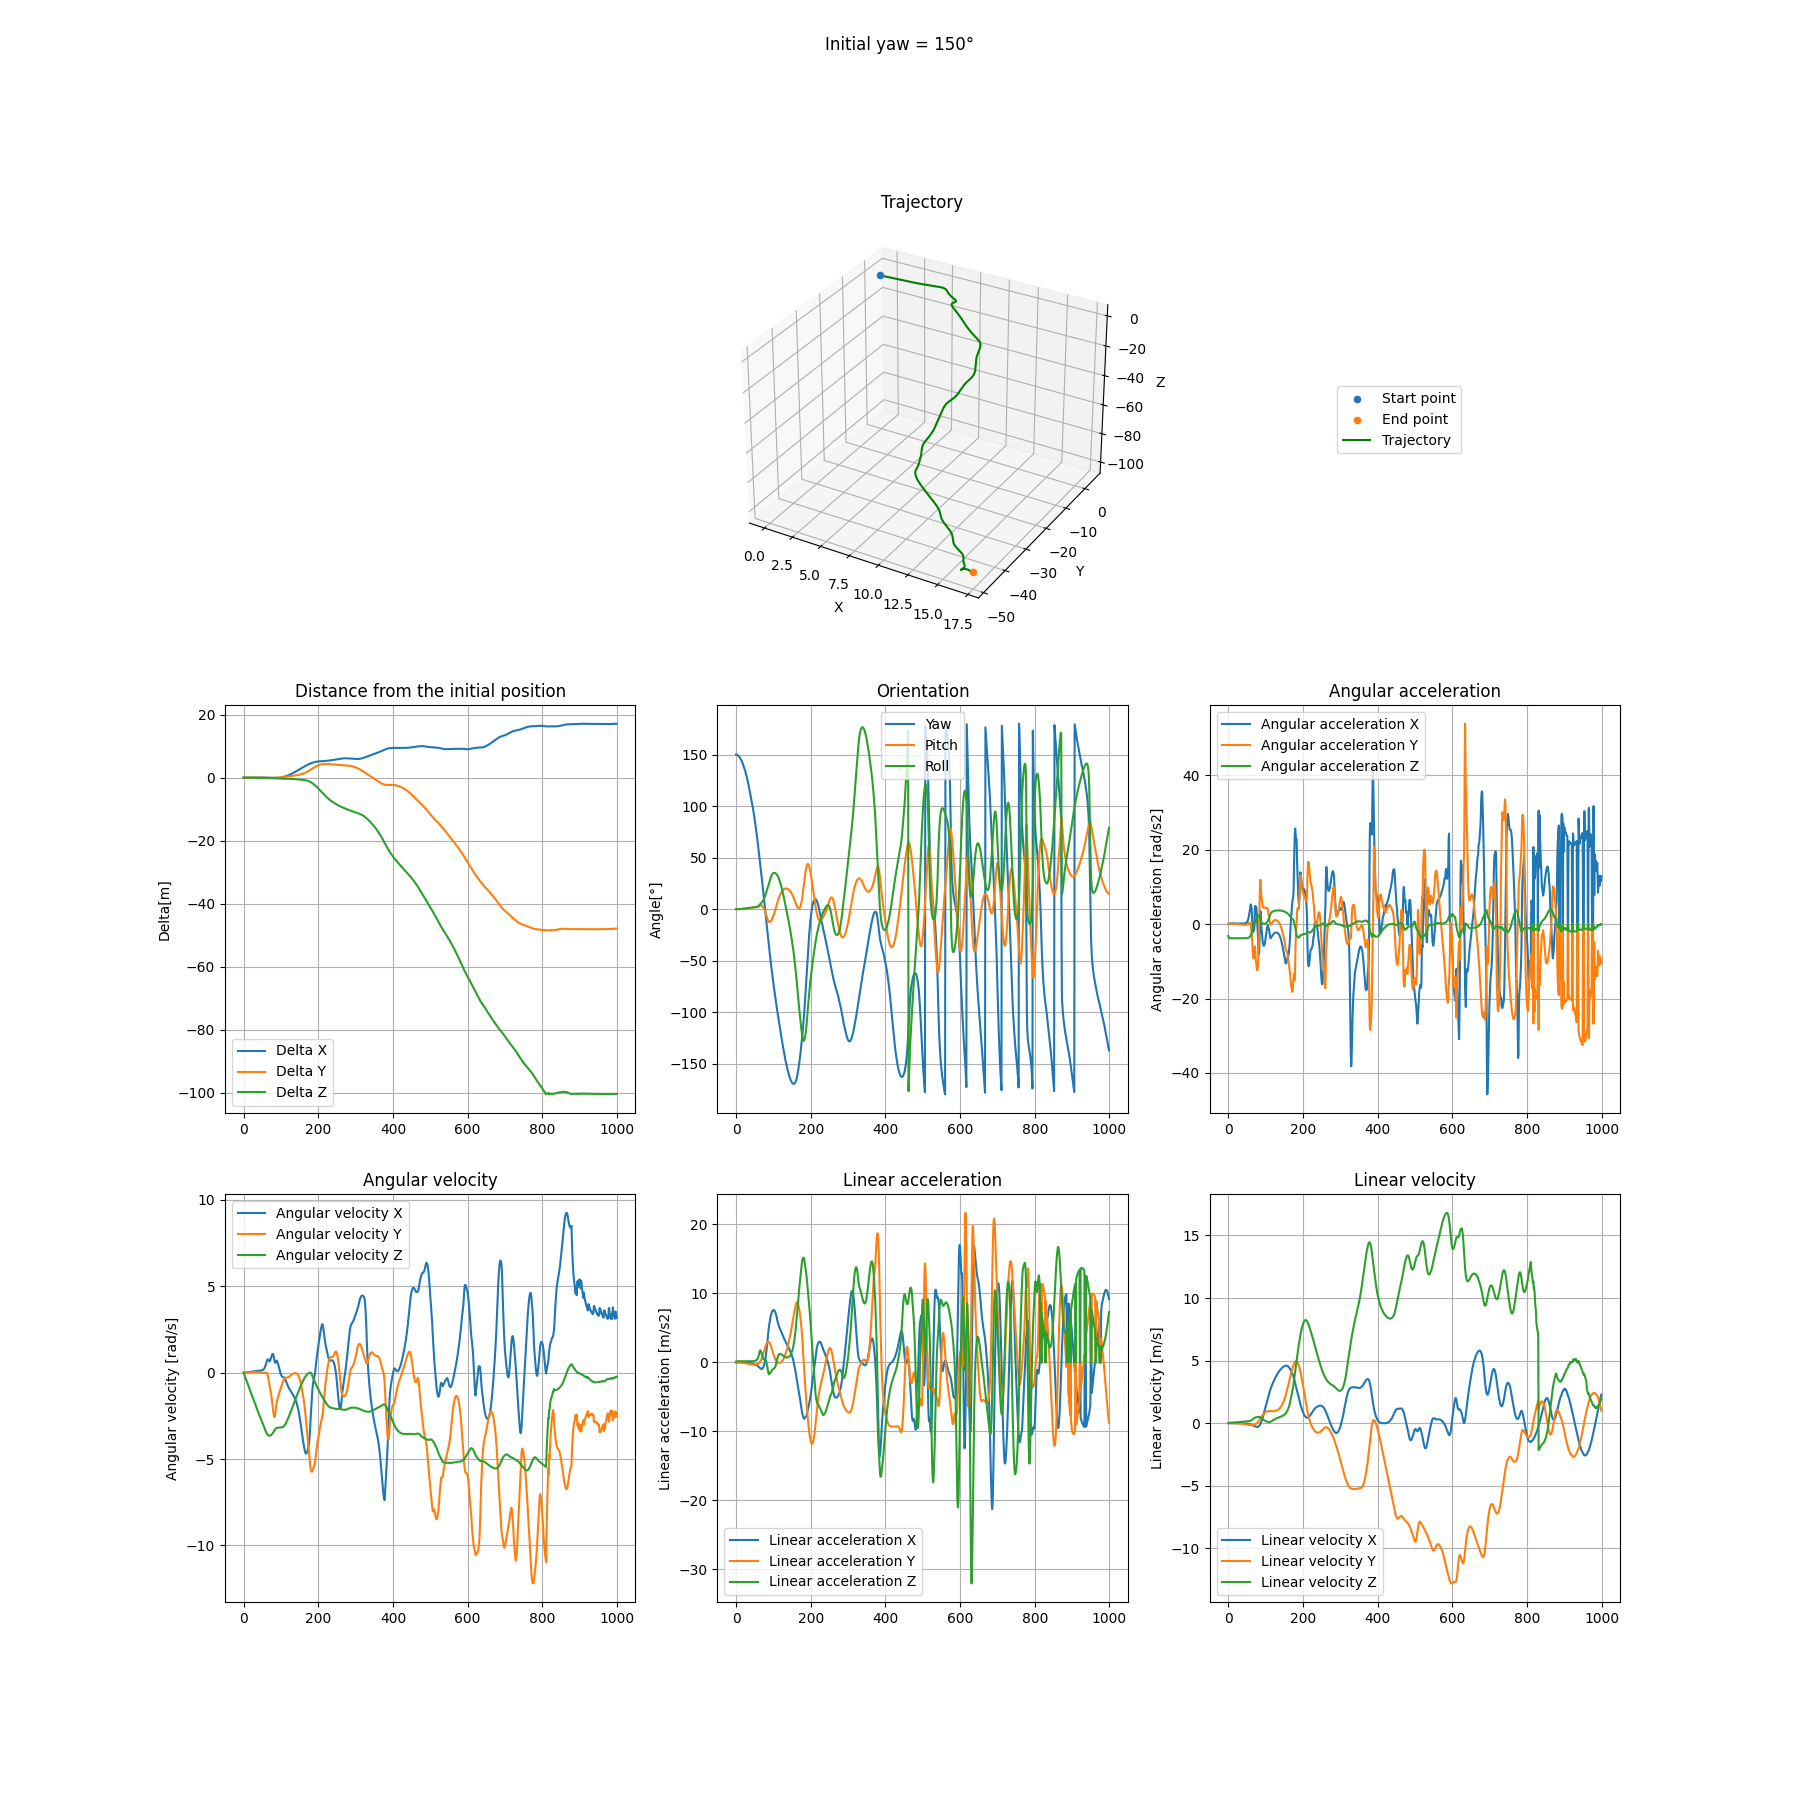 Initial yaw = 150°
Trajectory
0
−20
−40
−60
−80
−100
Z
0
−10
−20
−30
−40
−50
Y
0.0
2.5
5.0
7.5
10.0
12.5
15.0
17.5
X
Start point
End point
Trajectory
Distance from the initial position
Delta[m]
20
0
−20
−40
−60
−80
−100
Delta X
Delta Y
Delta Z
0 200 400 600 800 1000
Orientation
Angle[°]
150
100
50
0
−50
−100
−150
Yaw
Pitch
Roll
0 200 400 600 800 1000
Angular acceleration
Angular acceleration [rad/s2]
40
20
0
−20
−40
Angular acceleration X
Angular acceleration Y
Angular acceleration Z
0 200 400 600 800 1000
Angular velocity
Angular velocity [rad/s]
10
5
0
−5
−10
Angular velocity X
Angular velocity Y
Angular velocity Z
0 200 400 600 800 1000
Linear acceleration
Linear acceleration [m/s2]
20
10
0
−10
−20
−30
Linear acceleration X
Linear acceleration Y
Linear acceleration Z
0 200 400 600 800 1000
Linear velocity
Linear velocity [m/s]
15
10
5
0
−5
−10
Linear velocity X
Linear velocity Y
Linear velocity Z
0 200 400 600 800 1000